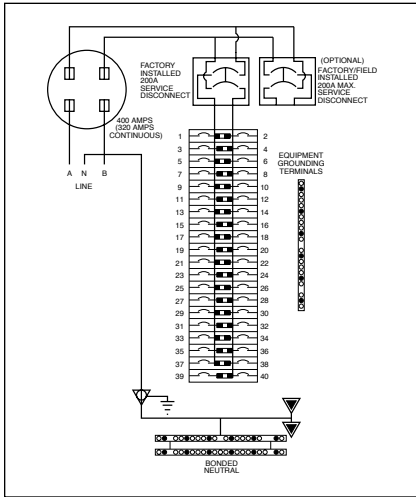 FACTORY
INSTALLED
200A
SERVICE
DISCONNECT
(OPTIONAL)
FACTORY/FIELD
INSTALLED
200A MAX.
SERVICE
DISCONNECT
400 AMPS
(320 AMPS
CONTINUOUS)
A N B
LINE
EQUIPMENT
GROUNDING
TERMINALS
1 2
3 4
5 6
7 8
9 10
11 12
13 14
15 16
17 18
19 20
21 22
23 24
25 26
27 28
29 30
31 32
33 34
35 36
37 38
39 40
BONDED
NEUTRAL